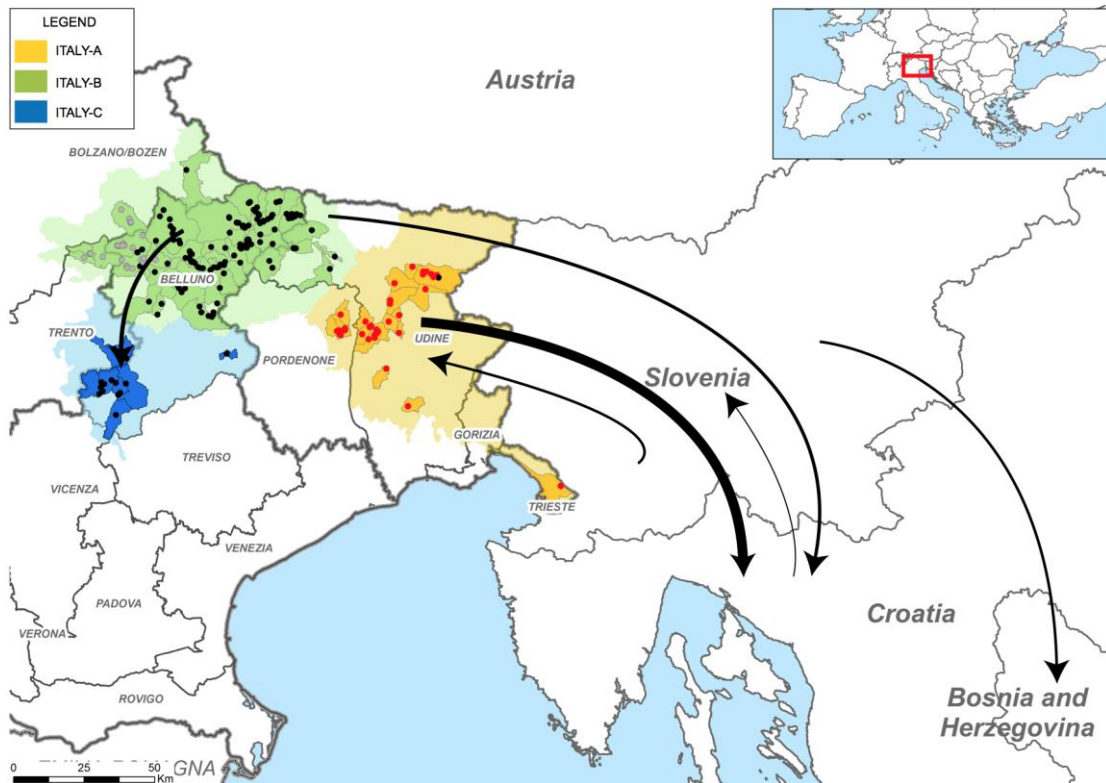 LEGEND
ITALY-A
ITALY-B
ITALY-C
Austria
BOLZANO/BOZEN
BELLUNO
TRENTO
UDINE
PORDENONE
Slovenia
GORIZIA
TREVISO
VICENZA
TRIESTE
VENEZIA
PADOVA
Croatia
VERONA
ROVIGO
Bosnia and
Herzegovina
0 25 50
Km